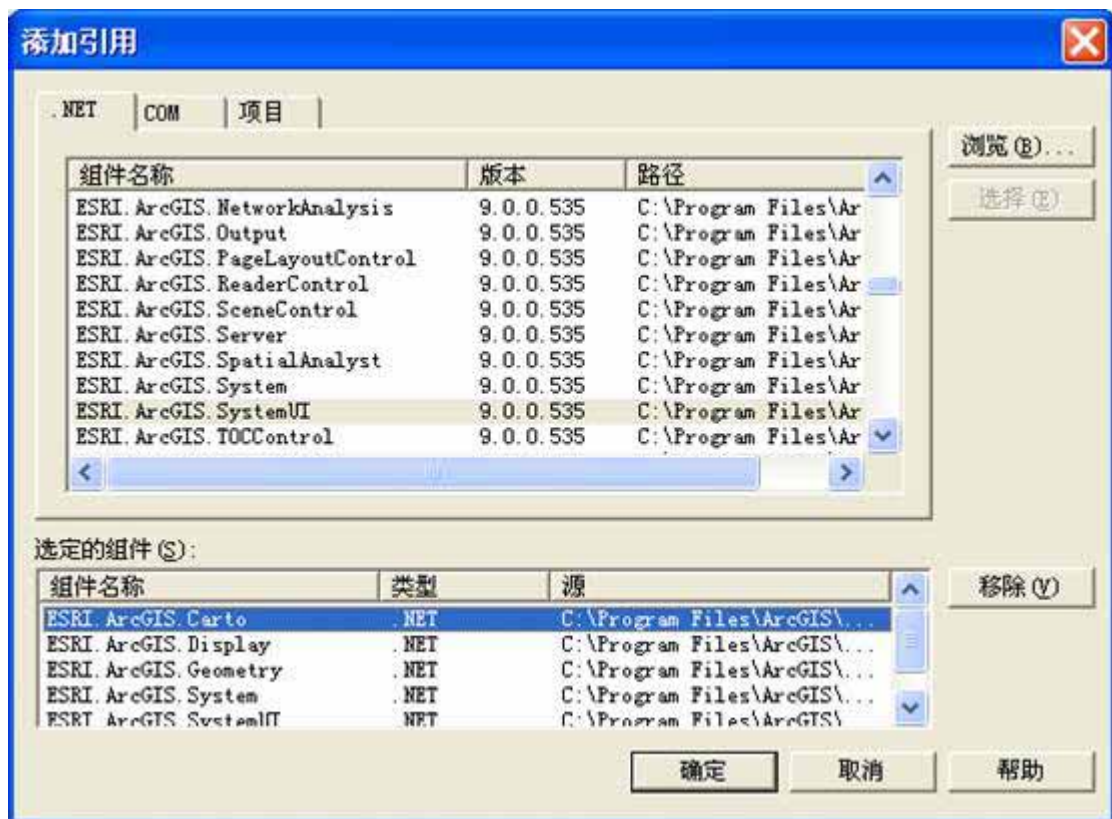 添加引用
.NET COM 项目
浏览(B)...
选择(E)
组件名称 版本 路径
ESRI.ArcGIS.NetworkAnalysis 9.0.0.535 C:\Program Files\Ar
ESRI.ArcGIS.Output 9.0.0.535 C:\Program Files\Ar
ESRI.ArcGIS.PageLayoutControl 9.0.0.535 C:\Program Files\Ar
ESRI.ArcGIS.ReaderControl 9.0.0.535 C:\Program Files\Ar
ESRI.ArcGIS.SceneControl 9.0.0.535 C:\Program Files\Ar
ESRI.ArcGIS.Server 9.0.0.535 C:\Program Files\Ar
ESRI.ArcGIS.SpatialAnalyst 9.0.0.535 C:\Program Files\Ar
ESRI.ArcGIS.System 9.0.0.535 C:\Program Files\Ar
ESRI.ArcGIS.SystemUI 9.0.0.535 C:\Program Files\Ar
ESRI.ArcGIS.TOCControl 9.0.0.535 C:\Program Files\Ar
选定的组件(S):
组件名称 类型 源
移除(V)
ESRI.ArcGIS.Carto .NET C:\Program Files\ArcGIS\...
ESRI.ArcGIS.Display .NET C:\Program Files\ArcGIS\...
ESRI.ArcGIS.Geometry .NET C:\Program Files\ArcGIS\...
ESRI.ArcGIS.System .NET C:\Program Files\ArcGIS\...
ESRI.ArcGIS.SystemUI .NET C:\Program Files\ArcGIS\
确定 取消 帮助